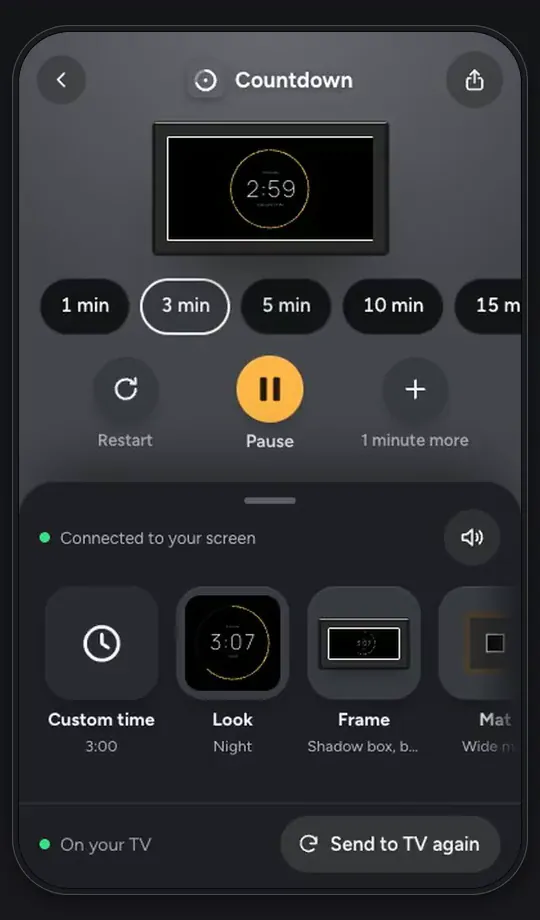 Countdown
2:59
1 min
3 min
5 min
10 min
15 m
Restart
Pause
1 minute more
Connected to your screen
3:07
Custom time
Look
Frame
Mat
3:00
Night
Shadow box, b...
Wide
On your TV
Send to TV again